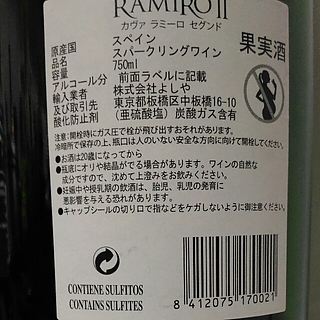 RAMIRO II
カヴァ ラミーロ セグンド
原産国 スペイン
品名 スパークリングワイン
果実酒
容量 750ml
アルコール分 前面ラベルに記載
輸入業者 株式会社よしや
及び取引先 東京都板橋区中板橋16-10
酸化防止剤 (亜硫酸塩) 炭酸ガス含有
注意:開栓時にガス圧で栓が飛び出すおそれがあります。
冷暗所で保存の上、瓶口は人のいない安全な方向に向けて開栓してください。
●お酒は20歳になってから
●瓶底にオリや結晶がでる場合があります。ワインの自然な
成分ですので、沈めて上澄みをお飲みください。
●妊娠中や授乳期の飲酒は、胎児、乳児の発育に
悪影響を与える恐れがあります。
●キャップシールの切り口で指などをケガしないように御注意ください。
CONTIENE SULFITOS
CONTAINS SULFITES
8 412075 170021